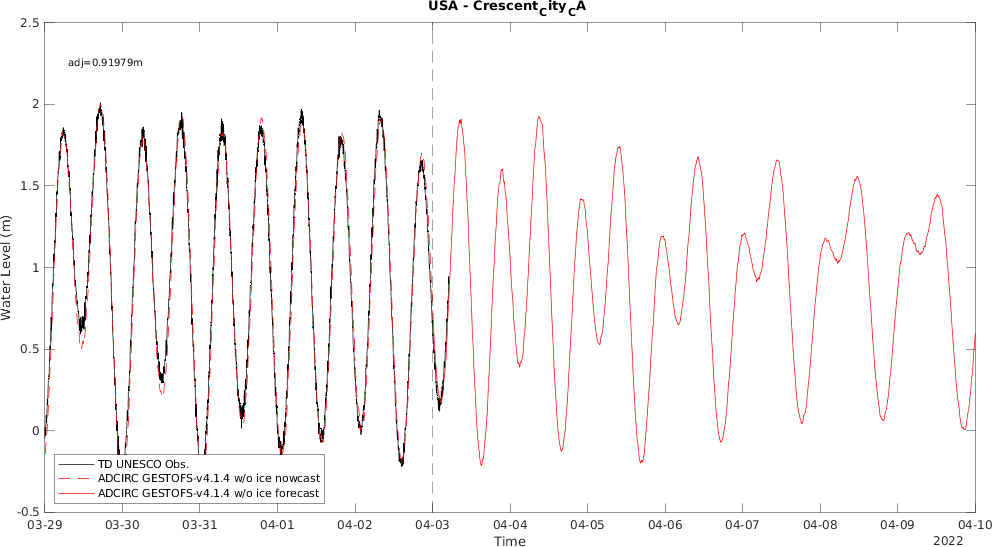 USA - Crescent_City_CA
adj=0.91979m
2.5
2
1.5
1
0.5
0
-0.5
Water Level (m)
TD UNESCO Obs.
ADCIRC GESTOFS-v4.1.4 w/o ice nowcast
ADCIRC GESTOFS-v4.1.4 w/o ice forecast
03-29 03-30 03-31 04-01 04-02 04-03 04-04 04-05 04-06 04-07 04-08 04-09 04-10
Time
2022